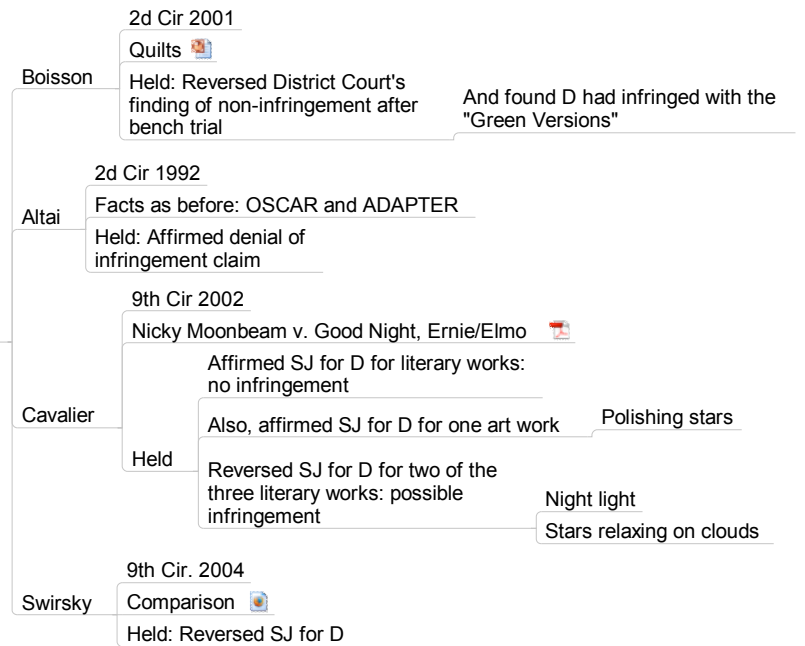 Boisson
2d Cir 2001
Quilts
Held: Reversed District Court's
finding of non-infringement after
bench trial
And found D had infringed with the
"Green Versions"
Altai
2d Cir 1992
Facts as before: OSCAR and ADAPTER
Held: Affirmed denial of
infringement claim
Cavalier
9th Cir 2002
Nicky Moonbeam v. Good Night, Ernie/Elmo
Held
Affirmed SJ for D for literary works:
no infringement
Also, affirmed SJ for D for one art work
Polishing stars
Reversed SJ for D for two of the
three literary works: possible
infringement
Night light
Stars relaxing on clouds
Swirsky
9th Cir. 2004
Comparison
Held: Reversed SJ for D